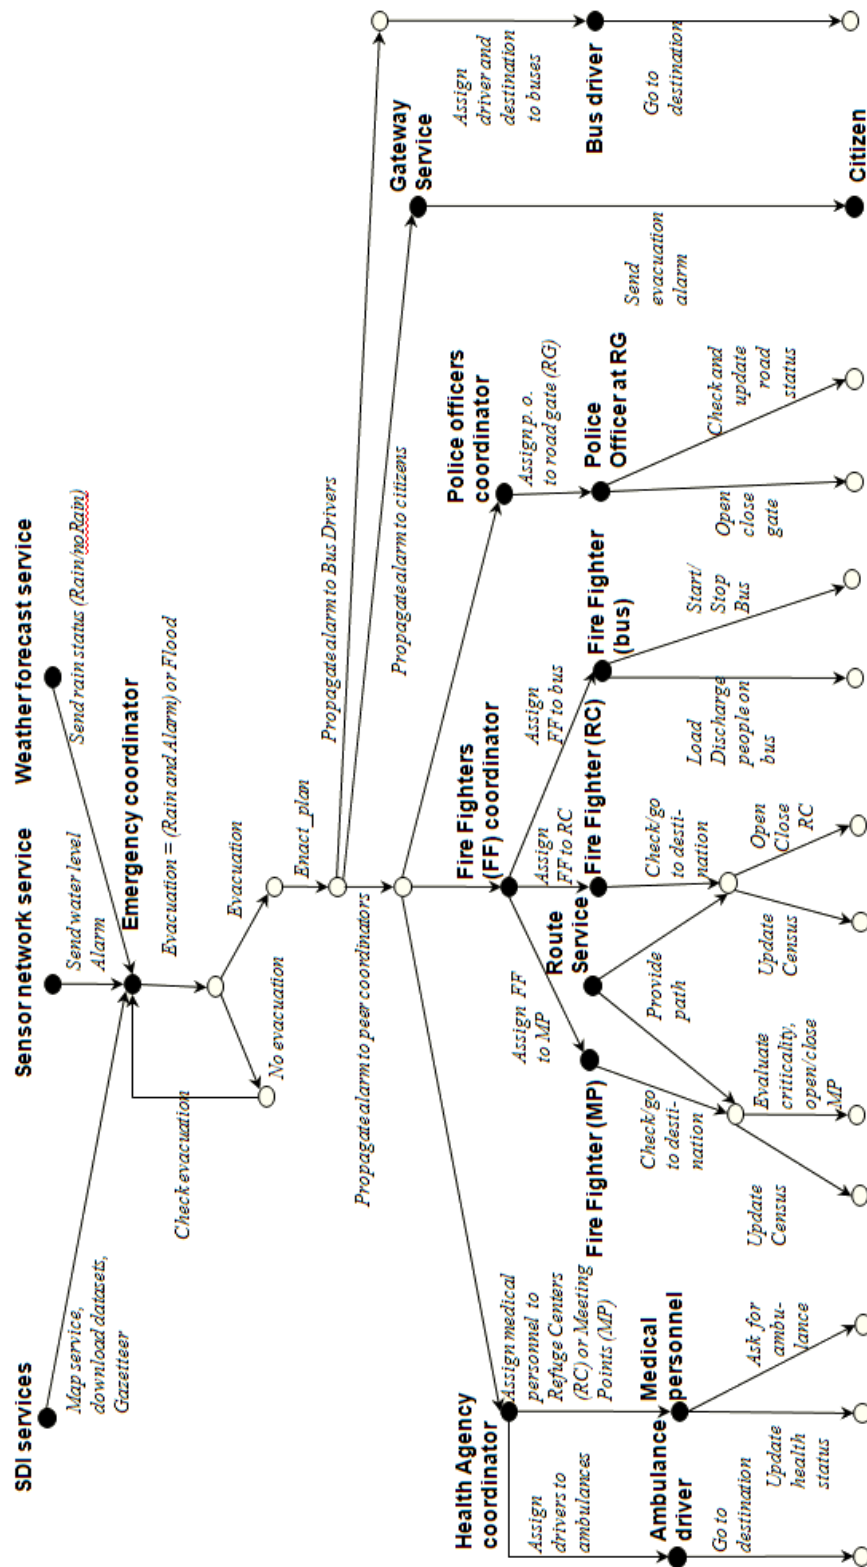 SDI services
Sensor network service
Weather forecast service
Map service,
download datasets,
Gazetteer
Send water level
Alarm
Send rain status (Rain/noRain)
Emergency coordinator
Evacuation = (Rain and Alarm) or Flood
Check evacuation
No evacuation
Evacuation
Enact_plan
Propagate alarm to Bus Drivers
Propagate alarm to citizens
Propagate alarm to peer coordinators
Health Agency
coordinator
Fire Fighters
(FF) coordinator
Police officers
coordinator
Gateway
Service
Assign
driver and
destination
to buses
Assign
drivers to
ambulances
Assign medical
personnel to
Refuge Centers
(RC) or Meeting
Points (MP)
Assign FF
to MP
Assign
FF to RC
Assign
FF to bus
Assign p. o.
to road gate (RG)
Ambulance
driver
Medical
personnel
Fire Fighter (MP)
Route
Service
Fire Fighter (RC)
Fire Fighter
(bus)
Police
Officer at RG
Bus driver
Go to
destination
Update
health
status
Ask for
ambu-
lance
Check/go
to desti-
nation
Provide
path
Check/go
to desti-
nation
Update
Census
Evaluate
criticality,
open/close
MP
Update
Census
Open
Close
RC
Load
Discharge
people on
bus
Start/
Stop
Bus
Open
close
gate
Check and
update
road
status
Send
evacuation
alarm
Go to
destination
Citizen